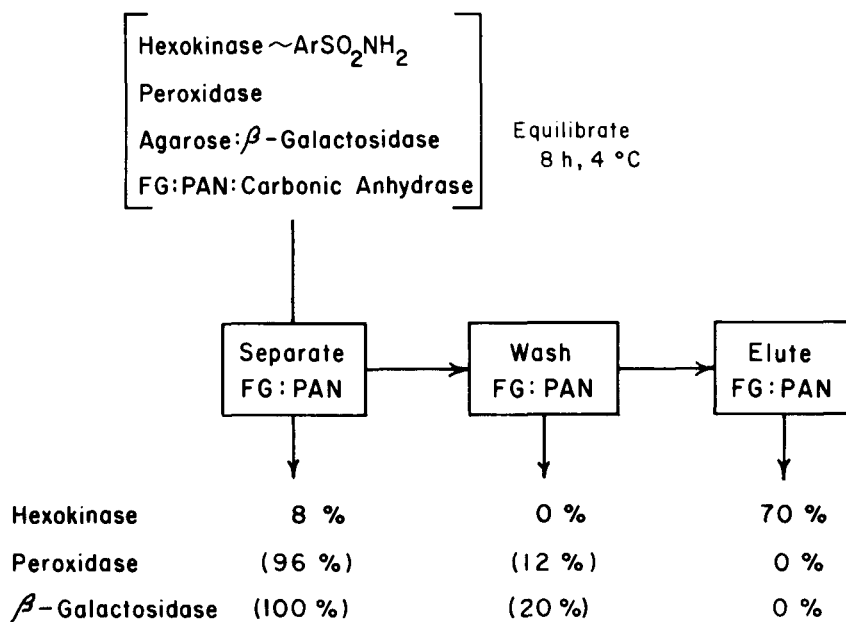 Hexokinase ~ArSO2NH2
Peroxidase
Agarose:β-Galactosidase
FG:PAN:Carbonic Anhydrase
Equilibrate
8 h, 4 °C
Separate
FG: PAN
Wash
FG: PAN
Elute
FG: PAN
Hexokinase 8 % 0 % 70 %
Peroxidase (96 %) (12 %) 0 %
β-Galactosidase (100 %) (20 %) 0 %